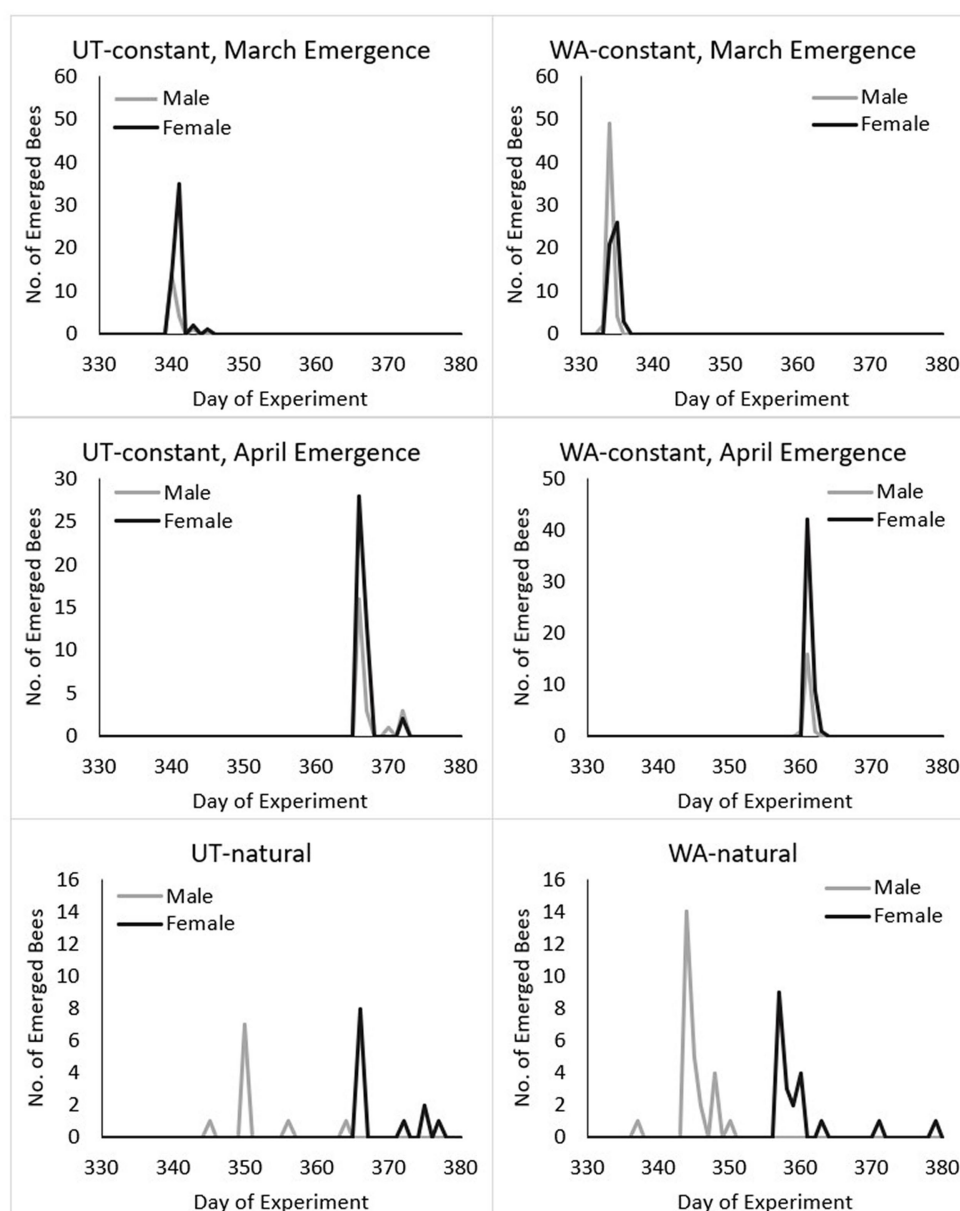 UT-constant, March Emergence
No. of Emerged Bees
60
50
40
30
20
10
0
Male
Female
330 340 350 360 370 380
Day of Experiment
WA-constant, March Emergence
No. of Emerged Bees
60
50
40
30
20
10
0
Male
Female
330 340 350 360 370 380
Day of Experiment
UT-constant, April Emergence
No. of Emerged Bees
30
25
20
15
10
5
0
Male
Female
330 340 350 360 370 380
Day of Experiment
WA-constant, April Emergence
No. of Emerged Bees
50
40
30
20
10
0
Male
Female
330 340 350 360 370 380
Day of Experiment
UT-natural
No. of Emerged Bees
16
14
12
10
8
6
4
2
0
Male
Female
330 340 350 360 370 380
Day of Experiment
WA-natural
No. of Emerged Bees
16
14
12
10
8
6
4
2
0
Male
Female
330 340 350 360 370 380
Day of Experiment